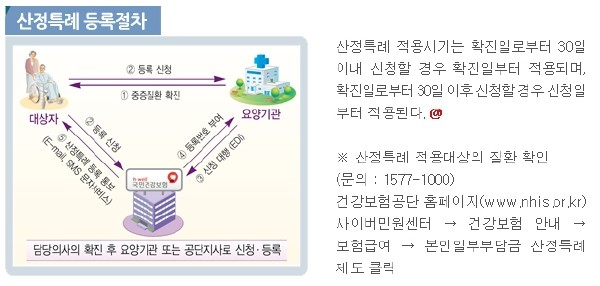 산정특례 등록절차
② 등록 신청
① 중증질환 확진
대상자
요양기관
② 등록 신청
⑤ 산정특례 등록 통보
(E-mail, SMS 문자서비스)
④ 등록번호 부여
③ 신청 대행 (EDI)
h-well
국민건강보험
담당의사의 확진 후 요양기관 또는 공단지사로 신청·등록
산정특례 적용시기는 확진일로부터 30일
이내 신청할 경우 확진일부터 적용되며,
확진일로부터 30일 이후 신청할 경우 신청일
부터 적용된다. @
※ 산정특례 적용대상의 질환 확인
(문의 : 1577-1000)
건강보험공단 홈페이지(www.nhis.or.kr)
사이버민원센터 → 건강보험 안내 →
보험급여 → 본인일부부담금 산정특례
제도 클릭